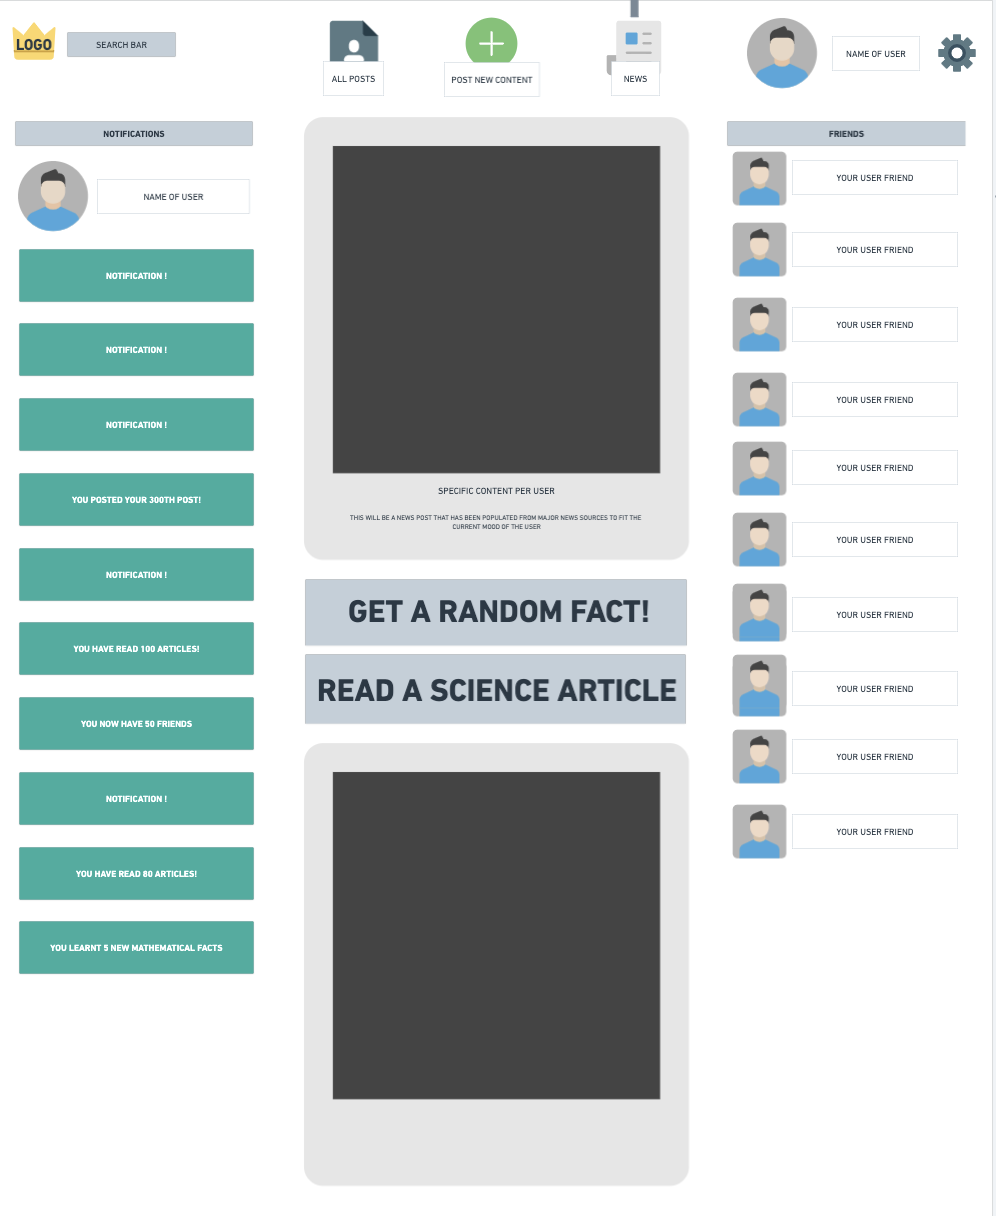 LOGO
SEARCH BAR
ALL POSTS
POST NEW CONTENT
NEWS
NAME OF USER
NOTIFICATIONS
NAME OF USER
NOTIFICATION !
NOTIFICATION !
NOTIFICATION !
YOU POSTED YOUR 300TH POST!
NOTIFICATION !
YOU HAVE READ 100 ARTICLES!
YOU NOW HAVE 50 FRIENDS
NOTIFICATION !
YOU HAVE READ 80 ARTICLES!
YOU LEARNT 5 NEW MATHEMATICAL FACTS
SPECIFIC CONTENT PER USER
THIS WILL BE A NEWS POST THAT HAS BEEN POPULATED FROM MAJOR NEWS SOURCES TO FIT THE
CURRENT MOOD OF THE USER
GET A RANDOM FACT!
READ A SCIENCE ARTICLE
FRIENDS
YOUR USER FRIEND
YOUR USER FRIEND
YOUR USER FRIEND
YOUR USER FRIEND
YOUR USER FRIEND
YOUR USER FRIEND
YOUR USER FRIEND
YOUR USER FRIEND
YOUR USER FRIEND
YOUR USER FRIEND